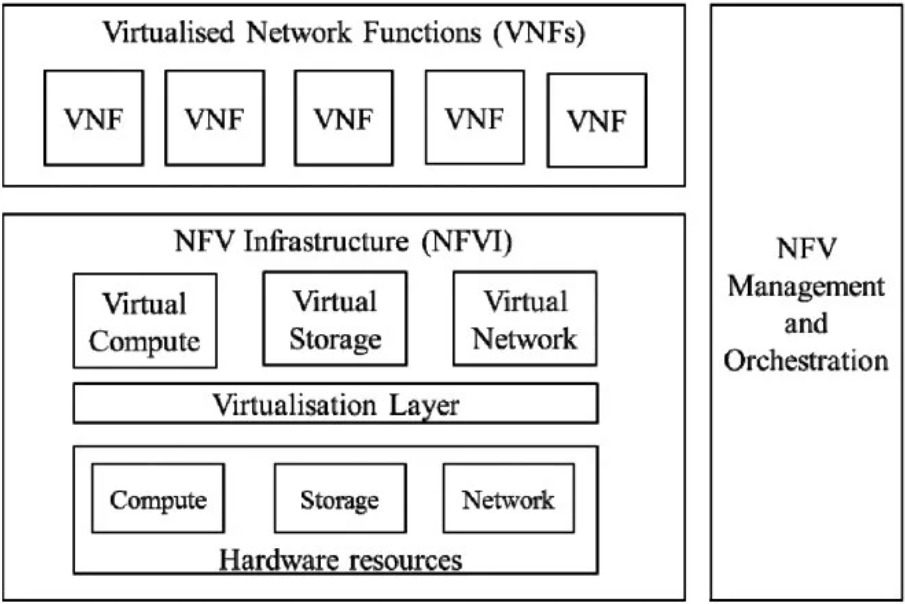 Virtualised Network Functions (VNFs)
VNF VNF VNF VNF VNF
NFV Infrastructure (NFVI)
Virtual
Compute
Virtual
Storage
Virtual
Network
Virtualisation Layer
Compute Storage Network
Hardware resources
NFV
Management
and
Orchestration